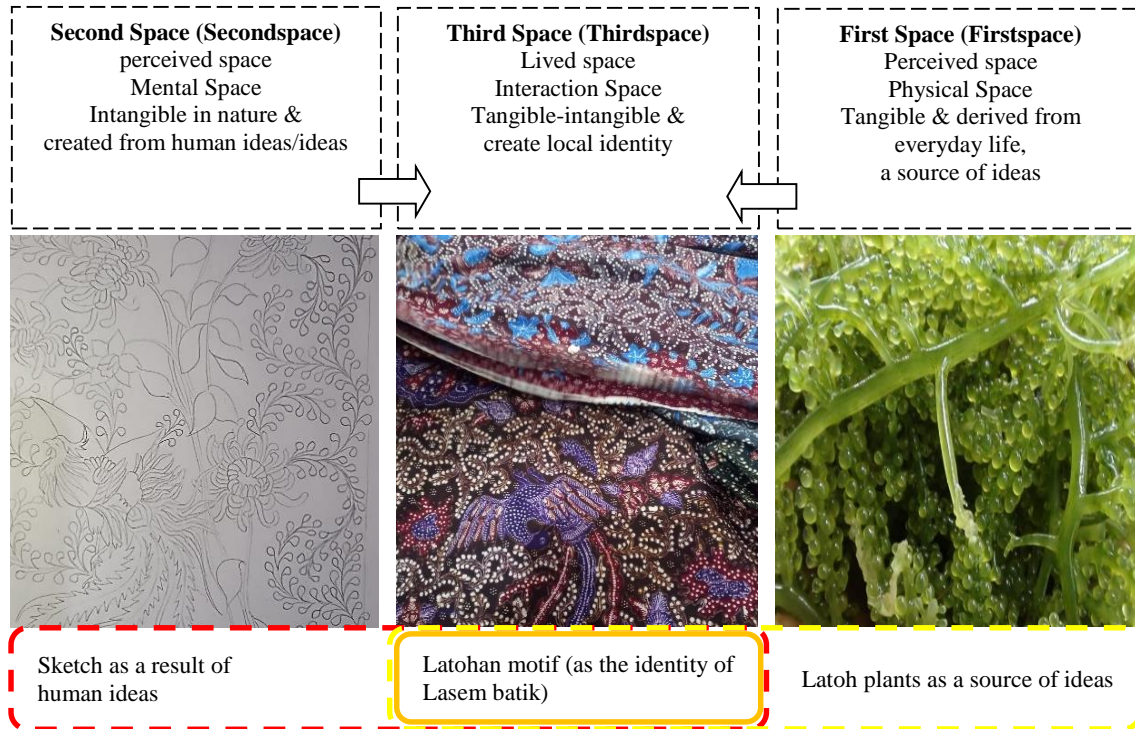 Second Space (Secondspace)
perceived space
Mental Space
Intangible in nature &
created from human ideas/ideas
Third Space (Thirdspace)
Lived space
Interaction Space
Tangible-intangible &
create local identity
First Space (Firstspace)
Perceived space
Physical Space
Tangible & derived from
everyday life,
a source of ideas
Sketch as a result of
human ideas
Latohan motif (as the identity of
Lasem batik)
Latoh plants as a source of ideas